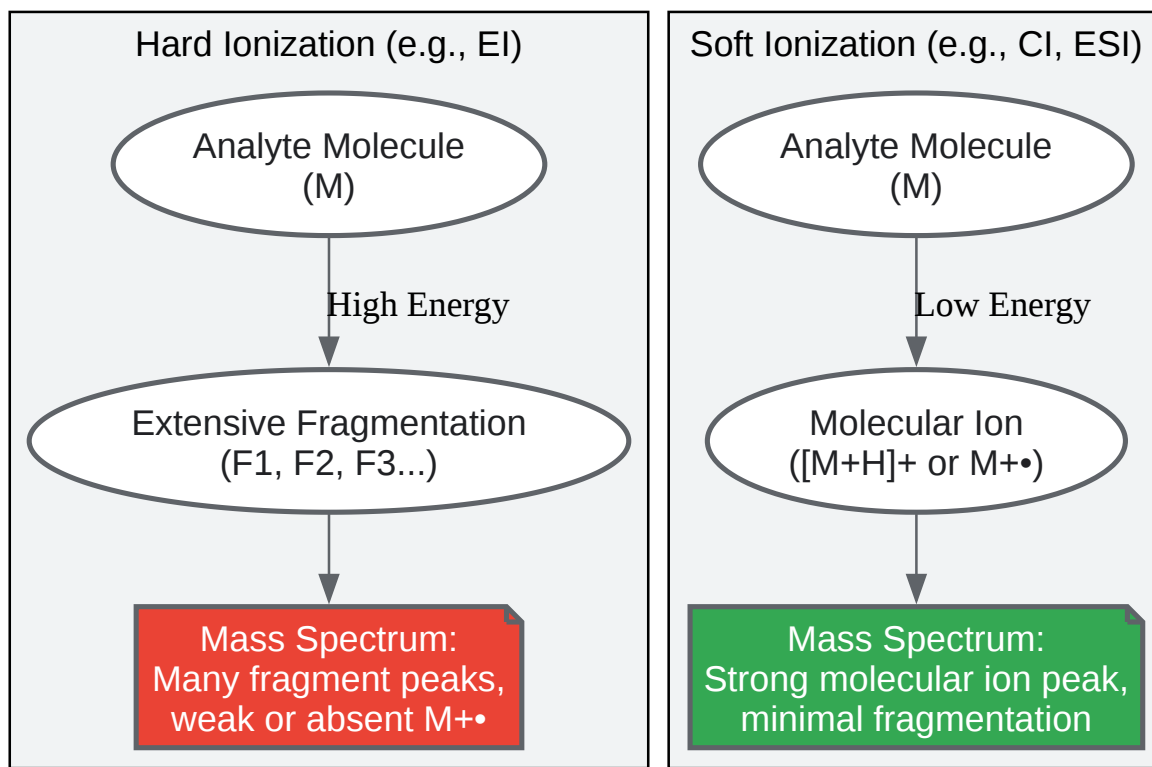 Hard Ionization (e.g., EI)
Analyte Molecule
(M)
High Energy
Extensive Fragmentation
(F1, F2, F3...)
Mass Spectrum:
Many fragment peaks,
weak or absent M+•
Soft Ionization (e.g., CI, ESI)
Analyte Molecule
(M)
Low Energy
Molecular Ion
([M+H]+ or M+•)
Mass Spectrum:
Strong molecular ion peak,
minimal fragmentation